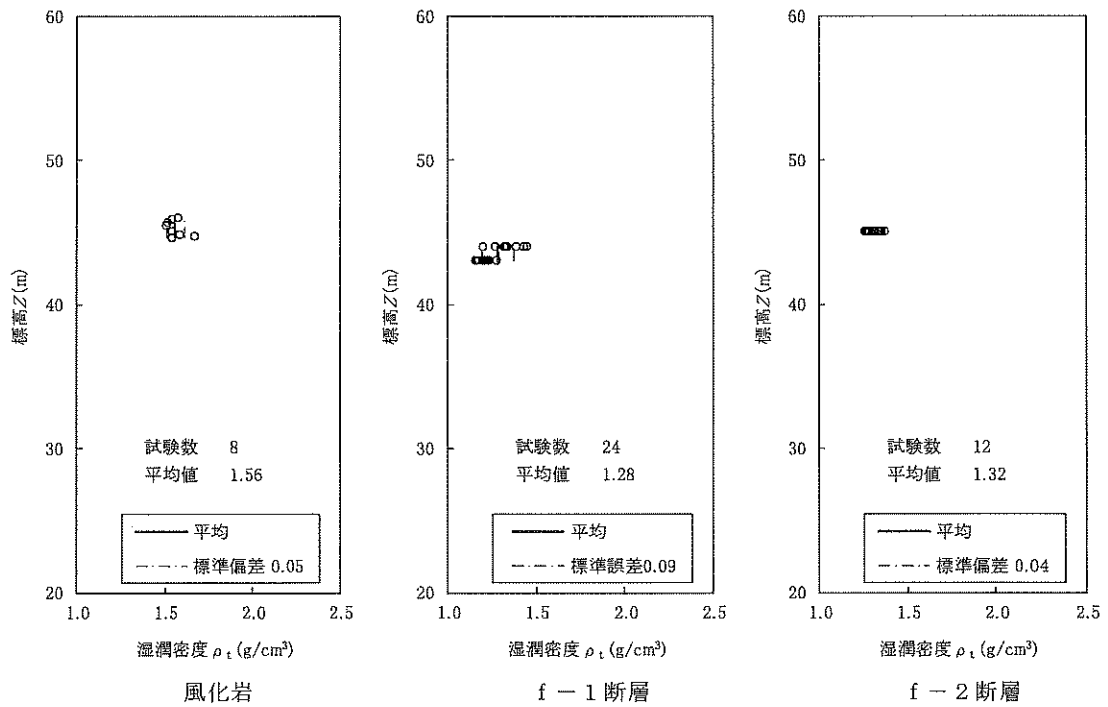 60
50
40
30
20
標高Z(m)
試験数 8
平均値 1.56
平均
標準偏差 0.05
1.0 1.5 2.0 2.5
湿潤密度 ρt(g/cm³)
風化岩
60
50
40
30
20
標高Z(m)
試験数 24
平均値 1.28
平均
標準誤差0.09
1.0 1.5 2.0 2.5
湿潤密度 ρt(g/cm³)
f－1断層
60
50
40
30
20
標高Z(m)
試験数 12
平均値 1.32
平均
標準偏差 0.04
1.0 1.5 2.0 2.5
湿潤密度 ρt(g/cm³)
f－2断層